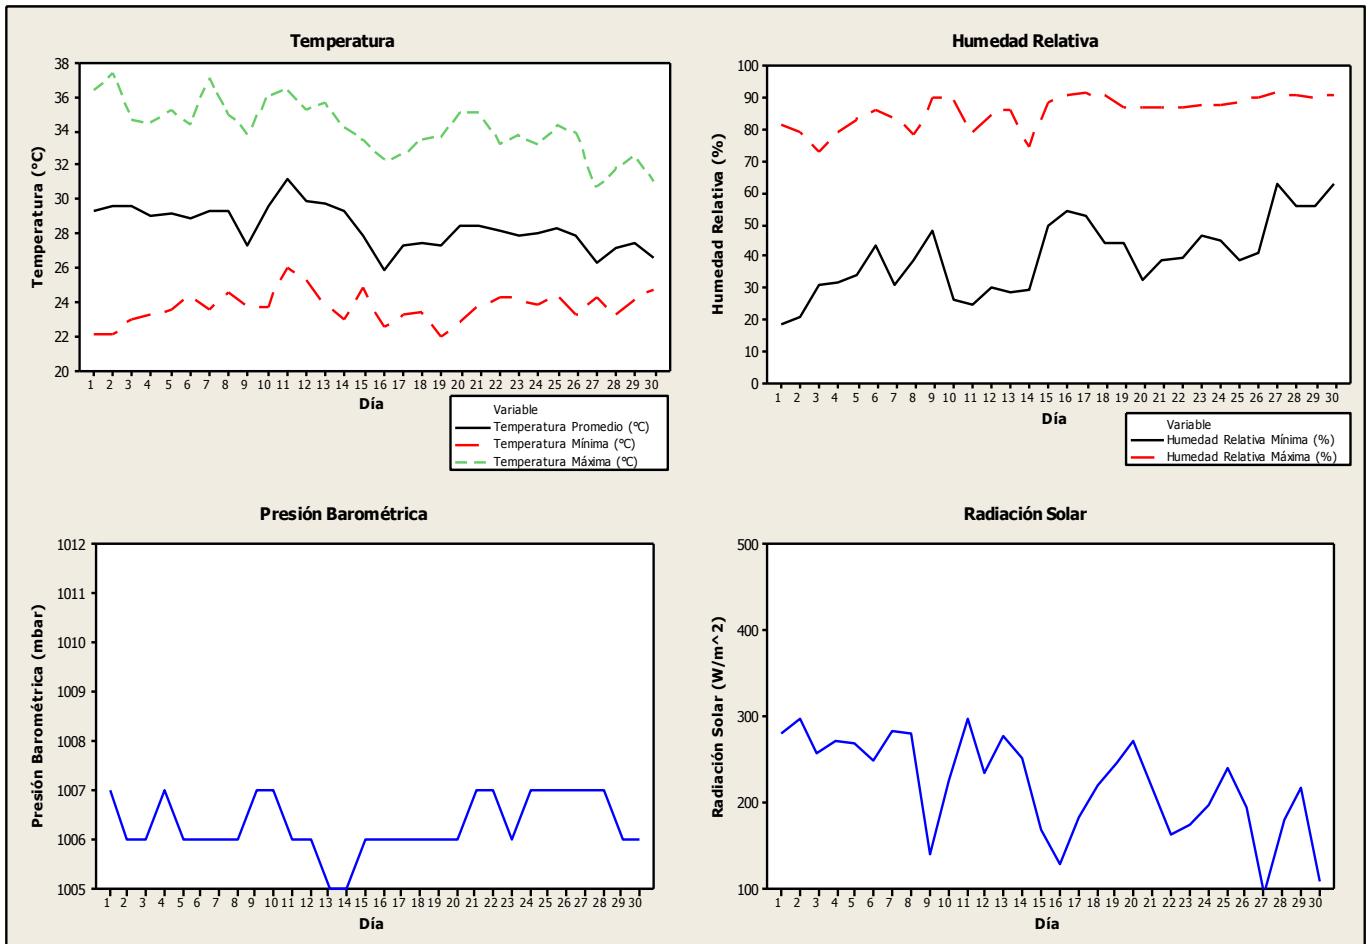 Temperatura
Temperatura (°C)
38
36
34
32
30
28
26
24
22
20
1 2 3 4 5 6 7 8 9 10 11 12 13 14 15 16 17 18 19 20 21 22 23 24 25 26 27 28 29 30
Día
Variable
Temperatura Promedio (°C)
Temperatura Mínima (°C)
Temperatura Máxima (°C)
Humedad Relativa
Humedad Relativa (%)
100
90
80
70
60
50
40
30
20
10
0
1 2 3 4 5 6 7 8 9 10 11 12 13 14 15 16 17 18 19 20 21 22 23 24 25 26 27 28 29 30
Día
Variable
Humedad Relativa Mínima (%)
Humedad Relativa Máxima (%)
Presión Barométrica
Presión Barométrica (mbar)
1012
1011
1010
1009
1008
1007
1006
1005
1 2 3 4 5 6 7 8 9 10 11 12 13 14 15 16 17 18 19 20 21 22 23 24 25 26 27 28 29 30
Día
Radiación Solar
Radiación Solar (W/m^2)
500
400
300
200
100
1 2 3 4 5 6 7 8 9 10 11 12 13 14 15 16 17 18 19 20 21 22 23 24 25 26 27 28 29 30
Día